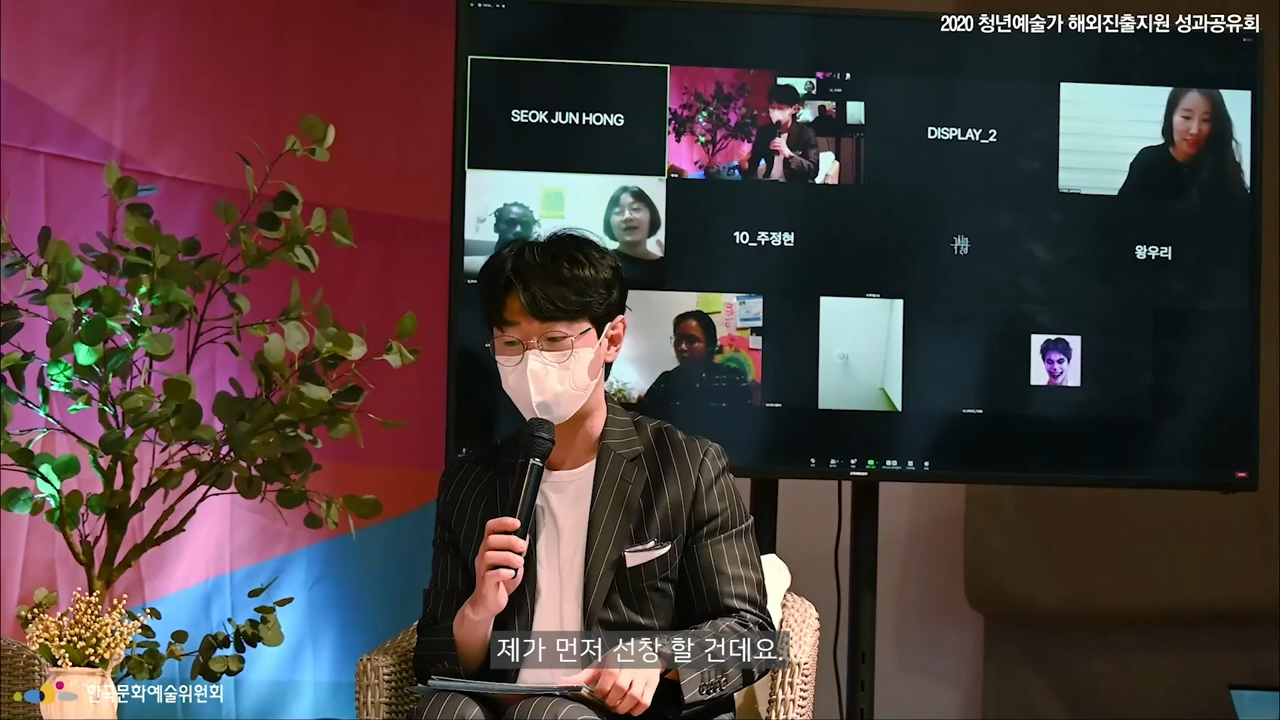 2020 청년예술가 해외진출지원 성과공유회
SEOK JUN HONG
DISPLAY_2
10_주정현
왕우리
제가 먼저 선창 할 건데요.
한국문화예술위원회